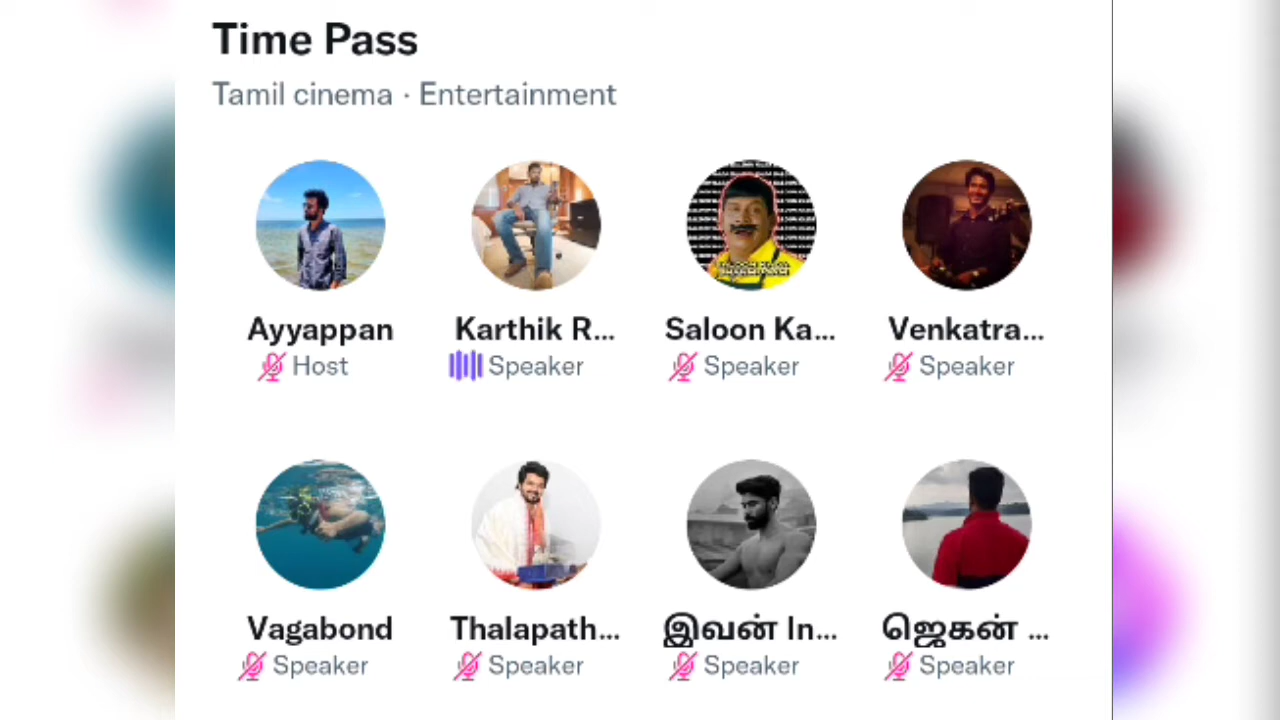 Time Pass
Tamil cinema · Entertainment
Ayyappan Karthik R... Saloon Ka... Venkatra...
Host Speaker Speaker Speaker
Vagabond Thalapath... இவன் In... ஜெகன் ...
Speaker Speaker Speaker Speaker